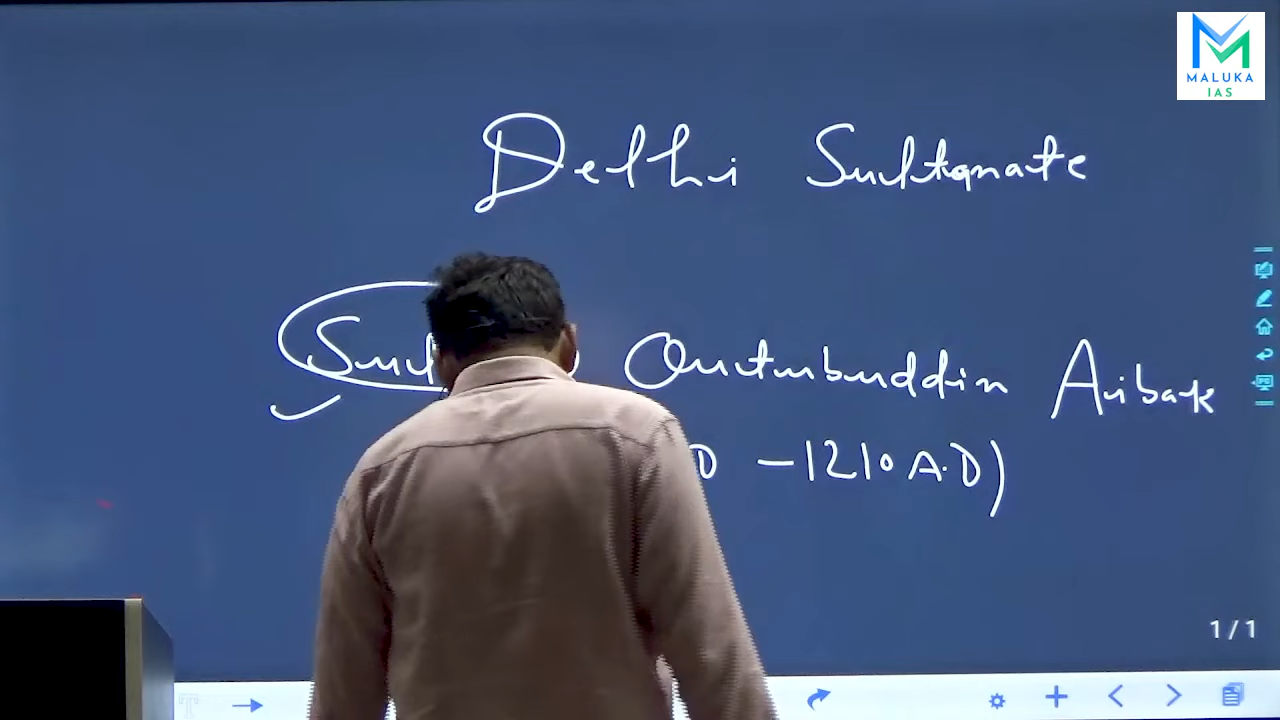 MALUKA
IAS
Delhi Sultanate
Qutubuddin Aibak
-1210 A.D)
1/1